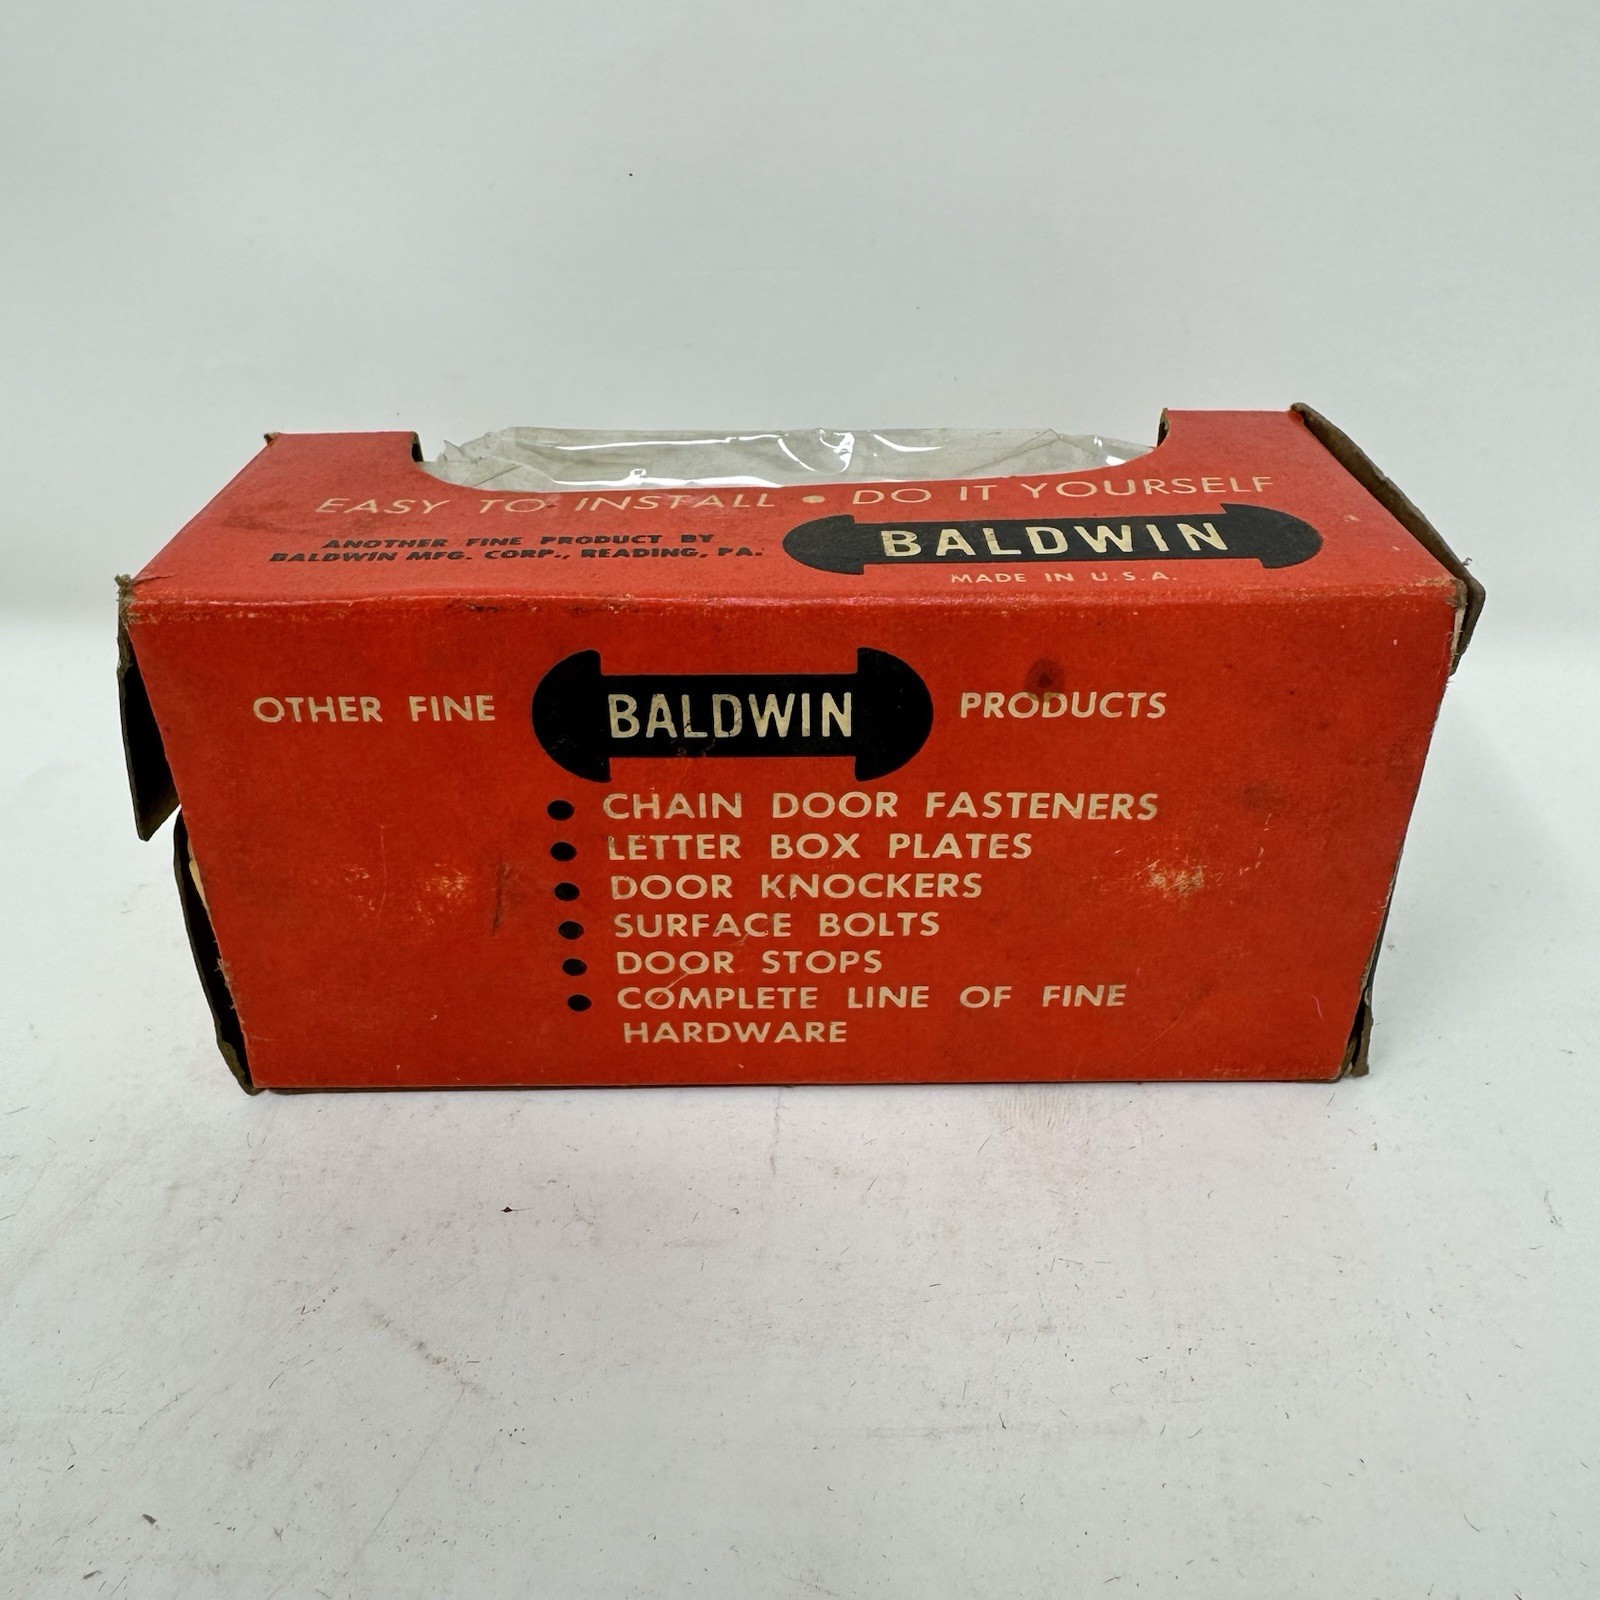 EASY TO INSTALL • DO IT YOURSELF
ANOTHER FINE PRODUCT BY
BALDWIN MFG. CORP., READING, PA.
BALDWIN
MADE IN U.S.A.
OTHER FINE BALDWIN PRODUCTS
• CHAIN DOOR FASTENERS
• LETTER BOX PLATES
• DOOR KNOCKERS
• SURFACE BOLTS
• DOOR STOPS
• COMPLETE LINE OF FINE
HARDWARE